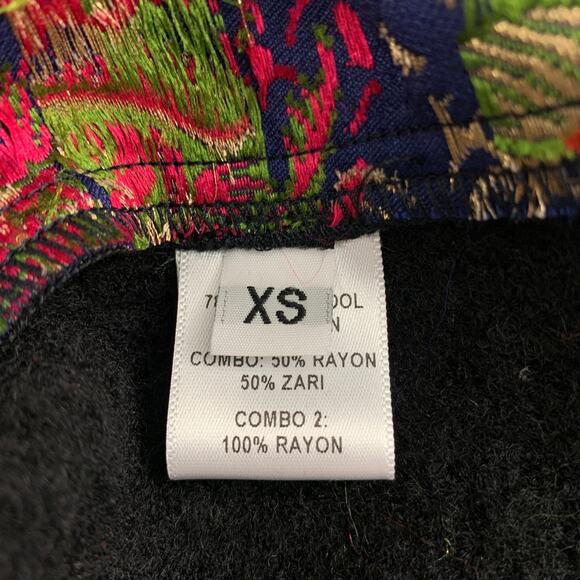 XS
COMBO: 50% RAYON
50% ZARI
COMBO 2:
100% RAYON